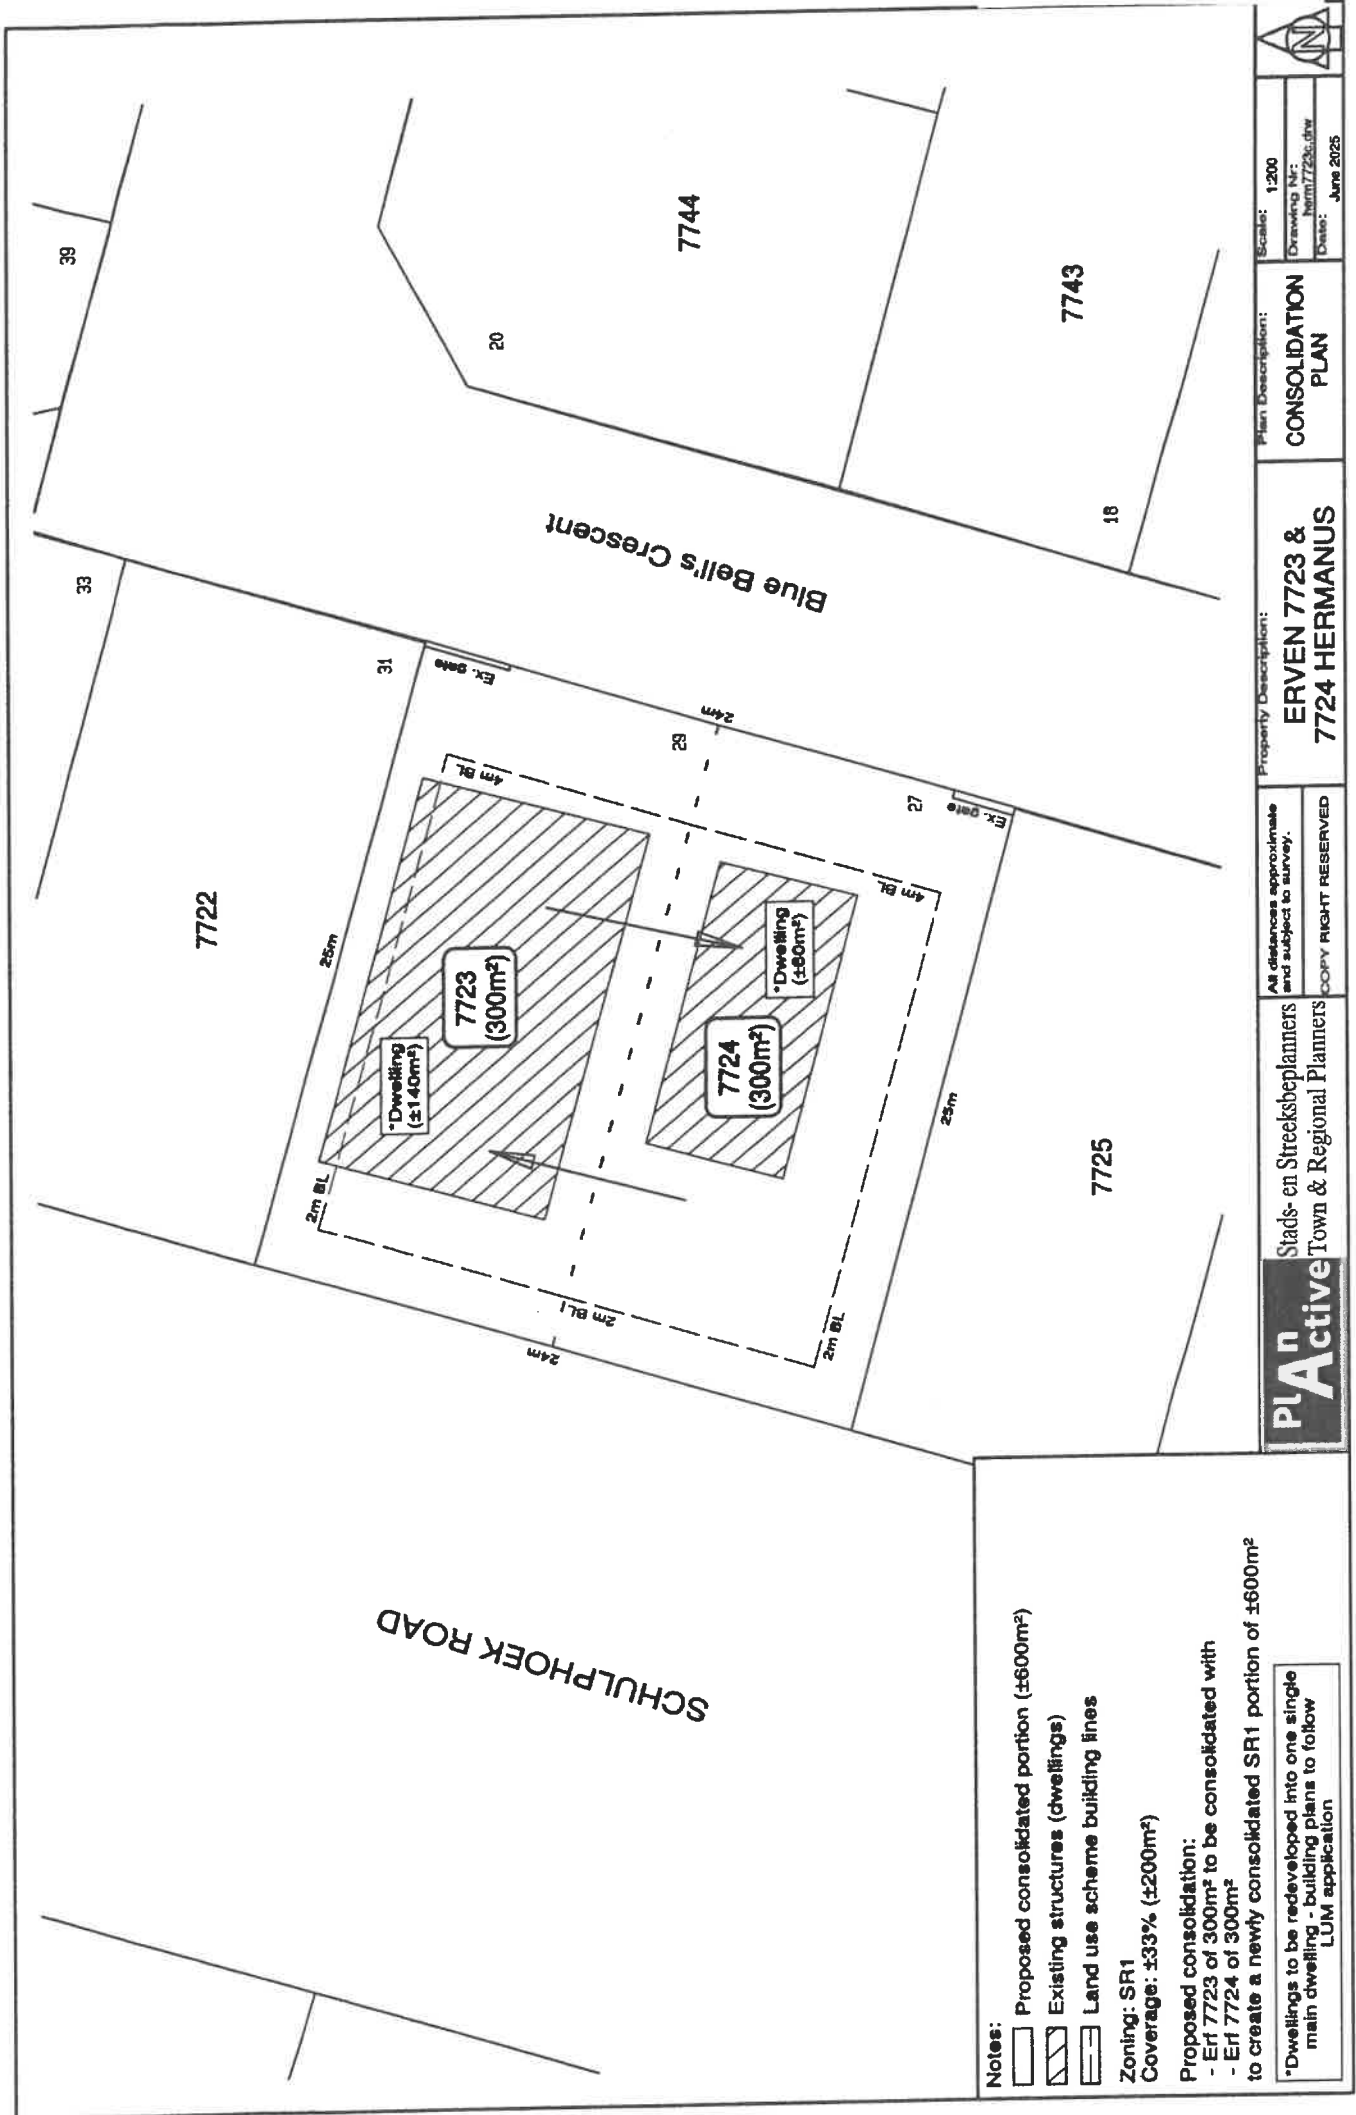 39
33
7744
20
7722
31
Ex. gate
Blue Bell's Crescent
7743
18
25m
24m
29
4m BL
*Dwelling
(±140m²)
7723
(300m²)
2m BL
27
Ex. gate
4m BL
*Dwelling
(±60m²)
7724
(300m²)
2m BL
24m
25m
2m BL
7725
SCHULPHOEK ROAD
Notes:
Proposed consolidated portion (±600m²)
Existing structures (dwellings)
Land use scheme building lines
Zoning: SR1
Coverage: ±33% (±200m²)
Proposed consolidation:
- Erf 7723 of 300m² to be consolidated with
- Erf 7724 of 300m²
to create a newly consolidated SR1 portion of ±600m²
*Dwellings to be redeveloped into one single
main dwelling - building plans to follow
LUM application
PlAn
Active
Stads- en Streeksbeplanners
Town & Regional Planners
All distances approximate
and subject to survey.
COPY RIGHT RESERVED
Property Description:
ERVEN 7723 &
7724 HERMANUS
Plan Description:
CONSOLIDATION
PLAN
Scale: 1:200
Drawing Nr:
herm7723c.drw
Date: June 2025
N